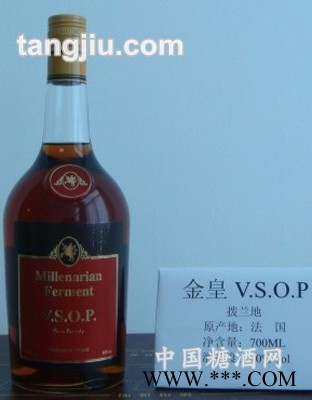 tangjiu.com
Millenarian
Ferment
V.S.O.P.
金皇 V.S.O.P
拨兰地
原产地：法 国
净含量：700ML
中国糖酒网
www.***.com